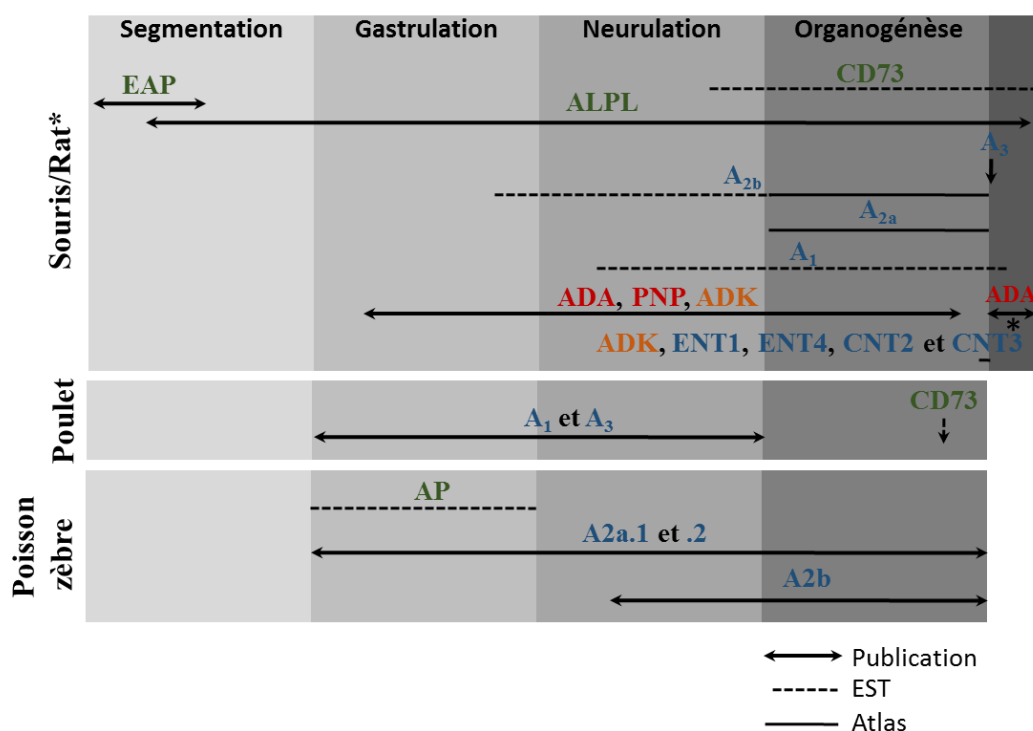 Segmentation Gastrulation Neurulation Organogénèse
Souris/Rat*
CD73
EAP
ALPL
A3
A2b
A2a
A1
ADA, PNP, ADK ADA
*
ADK, ENT1, ENT4, CNT2 et CNT3
Poulet
CD73
A1 et A3
Poisson
zèbre
AP
A2a.1 et .2
A2b
Publication
EST
Atlas